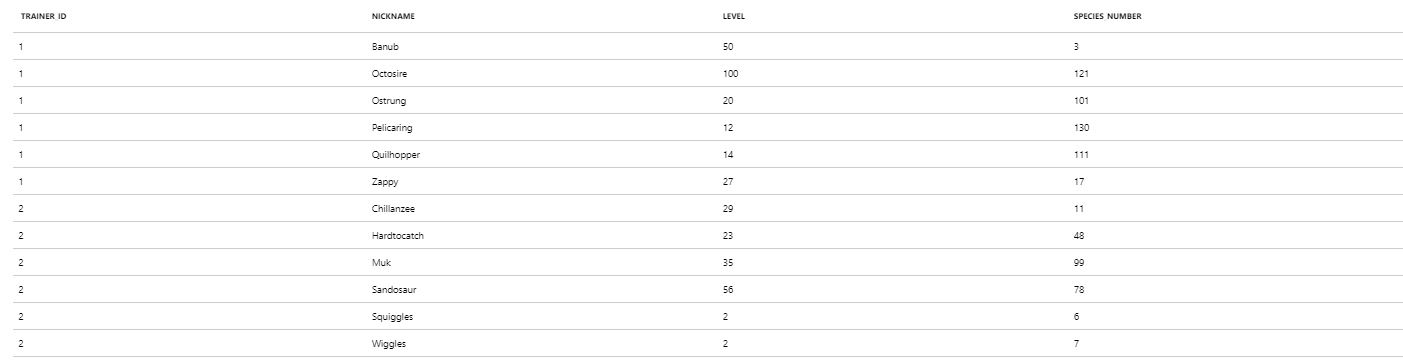 TRAINER ID NICKNAME LEVEL SPECIES NUMBER
1 Banub 50 3
1 Octosire 100 121
1 Ostrung 20 101
1 Pelicaring 12 130
1 Quilhopper 14 111
1 Zappy 27 17
2 Chillanzee 29 11
2 Hardtocatch 23 48
2 Muk 35 99
2 Sandosaur 56 78
2 Squiggles 2 6
2 Wiggles 2 7